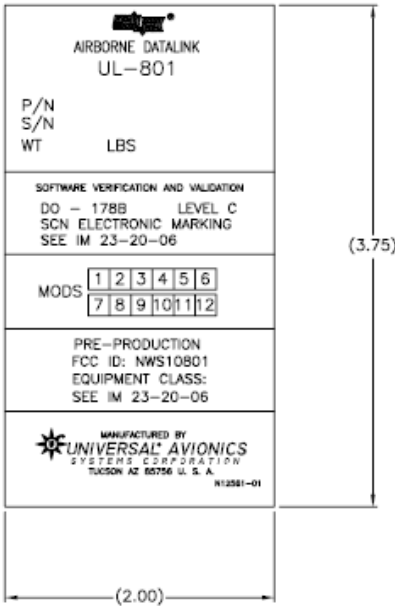 AIRBORNE DATALINK
UL-801
P/N
S/N
WT LBS
SOFTWARE VERIFICATION AND VALIDATION
DO - 178B LEVEL C
SCN ELECTRONIC MARKING
SEE IM 23-20-06
MODS
1 2 3 4 5 6
7 8 9 10 11 12
PRE-PRODUCTION
FCC ID: NWS10801
EQUIPMENT CLASS:
SEE IM 23-20-06
MANUFACTURED BY
UNIVERSAL AVIONICS
SYSTEMS CORPORATION
TUCSON AZ 85756 U. S. A.
N12581-01
(3.75)
(2.00)